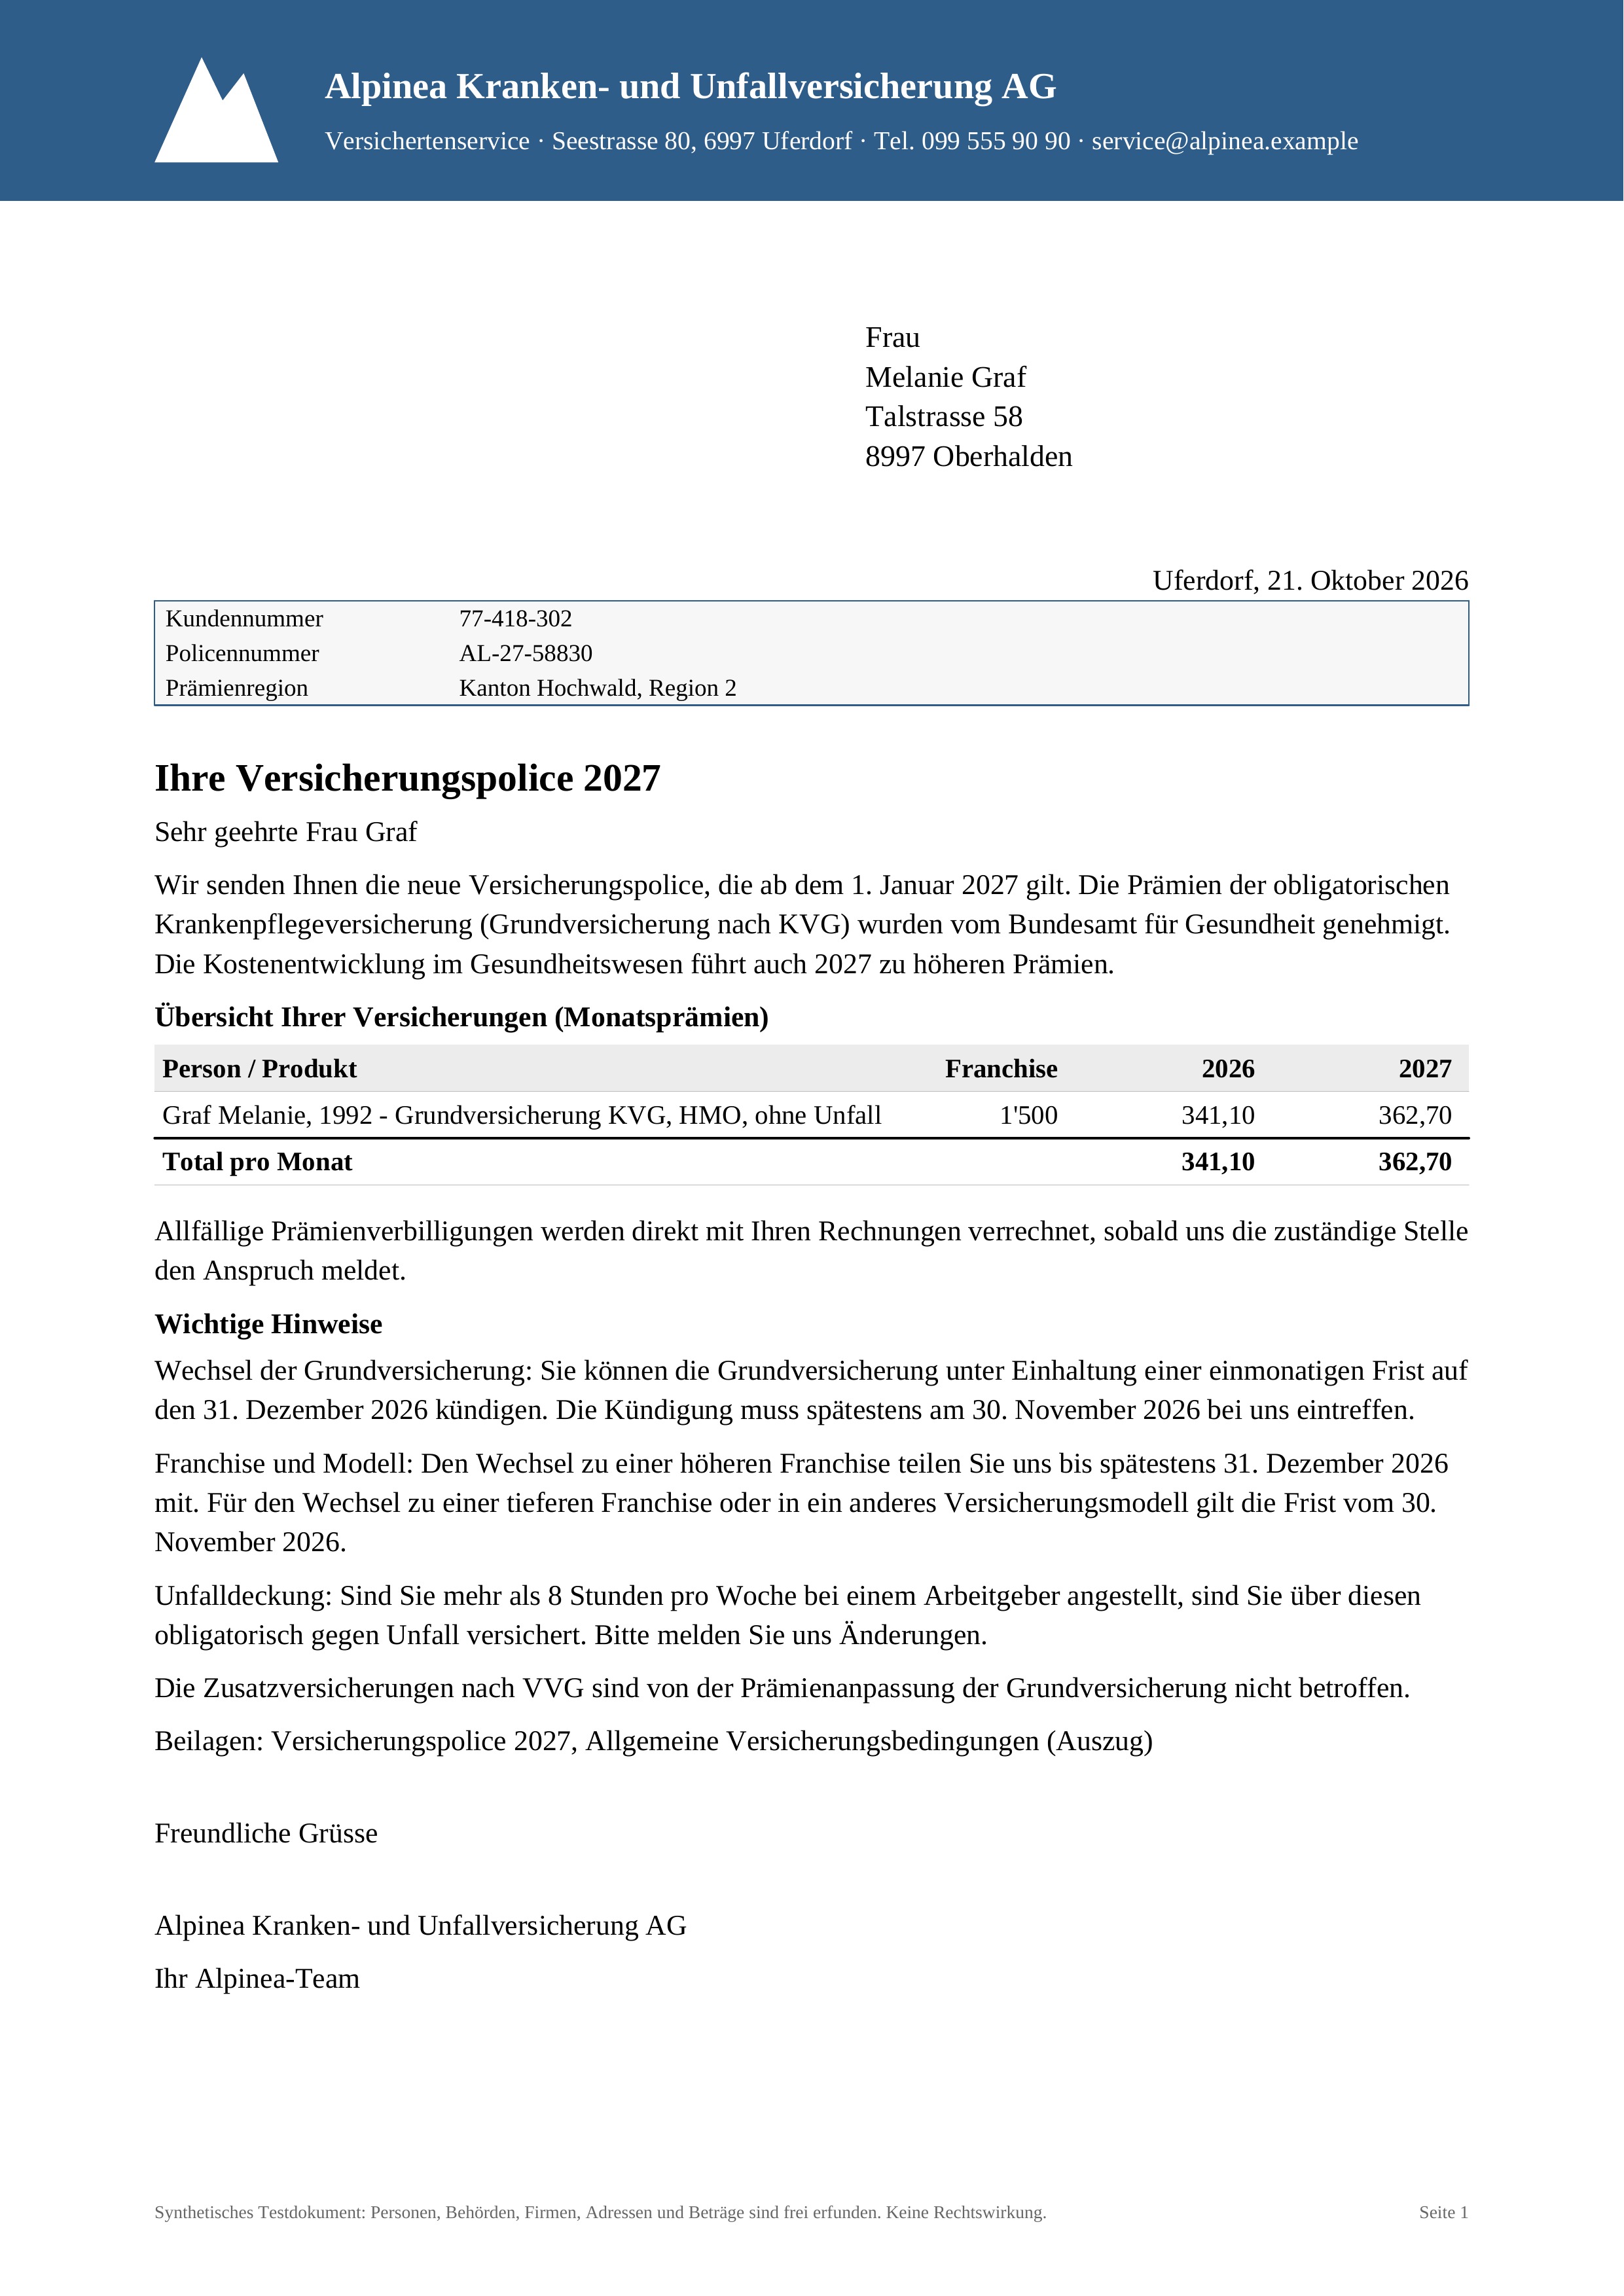 Alpinea Kranken- und Unfallversicherung AG
Versichertenservice · Seestrasse 80, 6997 Uferdorf · Tel. 099 555 90 90 · service@alpinea.example
Frau
Melanie Graf
Talstrasse 58
8997 Oberhalden
Uferdorf, 21. Oktober 2026
Kundennummer 77-418-302
Policennummer AL-27-58830
Prämienregion Kanton Hochwald, Region 2
Ihre Versicherungspolice 2027
Sehr geehrte Frau Graf
Wir senden Ihnen die neue Versicherungspolice, die ab dem 1. Januar 2027 gilt. Die Prämien der obligatorischen
Krankenpflegeversicherung (Grundversicherung nach KVG) wurden vom Bundesamt für Gesundheit genehmigt.
Die Kostenentwicklung im Gesundheitswesen führt auch 2027 zu höheren Prämien.
Übersicht Ihrer Versicherungen (Monatsprämien)
Person / Produkt Franchise 2026 2027
Graf Melanie, 1992 - Grundversicherung KVG, HMO, ohne Unfall 1'500 341,10 362,70
Total pro Monat 341,10 362,70
Allfällige Prämienverbilligungen werden direkt mit Ihren Rechnungen verrechnet, sobald uns die zuständige Stelle
den Anspruch meldet.
Wichtige Hinweise
Wechsel der Grundversicherung: Sie können die Grundversicherung unter Einhaltung einer einmonatigen Frist auf
den 31. Dezember 2026 kündigen. Die Kündigung muss spätestens am 30. November 2026 bei uns eintreffen.
Franchise und Modell: Den Wechsel zu einer höheren Franchise teilen Sie uns bis spätestens 31. Dezember 2026
mit. Für den Wechsel zu einer tieferen Franchise oder in ein anderes Versicherungsmodell gilt die Frist vom 30.
November 2026.
Unfalldeckung: Sind Sie mehr als 8 Stunden pro Woche bei einem Arbeitgeber angestellt, sind Sie über diesen
obligatorisch gegen Unfall versichert. Bitte melden Sie uns Änderungen.
Die Zusatzversicherungen nach VVG sind von der Prämienanpassung der Grundversicherung nicht betroffen.
Beilagen: Versicherungspolice 2027, Allgemeine Versicherungsbedingungen (Auszug)
Freundliche Grüsse
Alpinea Kranken- und Unfallversicherung AG
Ihr Alpinea-Team
Synthetisches Testdokument: Personen, Behörden, Firmen, Adressen und Beträge sind frei erfunden. Keine Rechtswirkung. Seite 1